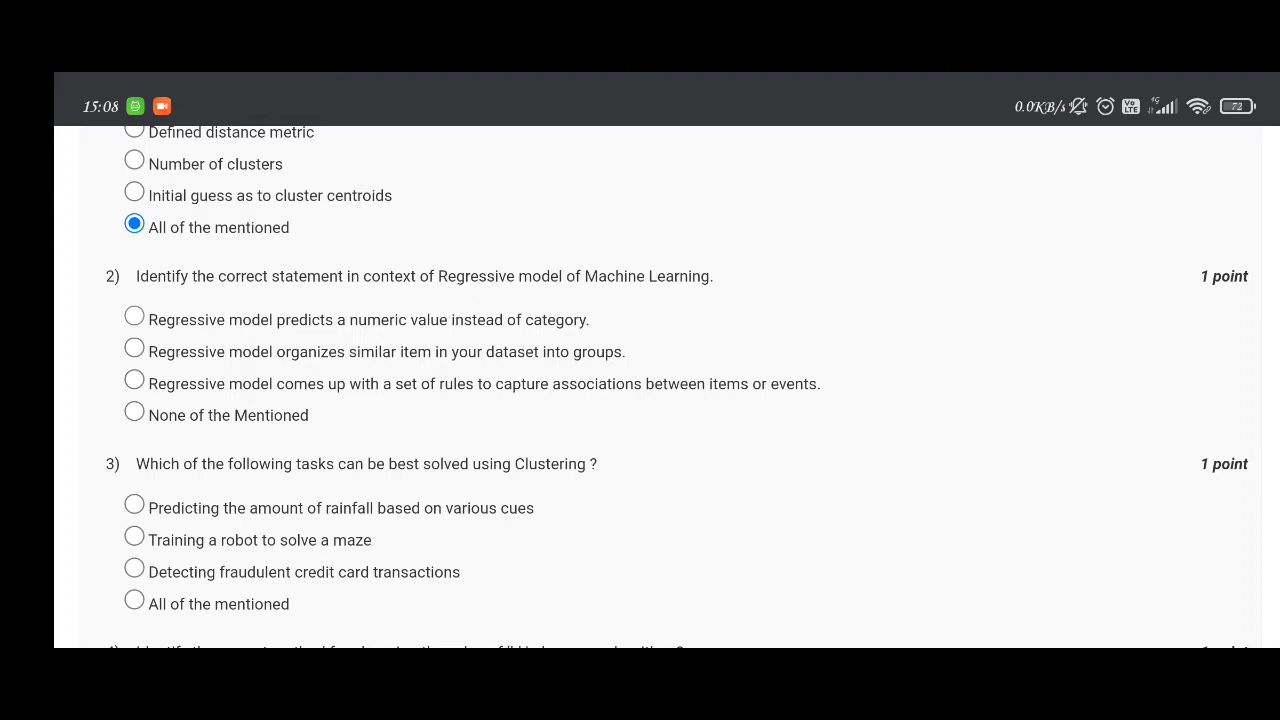 15:08 0.0KB/s Vo LTE 4G 72
Defined distance metric
Number of clusters
Initial guess as to cluster centroids
All of the mentioned
2) Identify the correct statement in context of Regressive model of Machine Learning. 1 point
Regressive model predicts a numeric value instead of category.
Regressive model organizes similar item in your dataset into groups.
Regressive model comes up with a set of rules to capture associations between items or events.
None of the Mentioned
3) Which of the following tasks can be best solved using Clustering ? 1 point
Predicting the amount of rainfall based on various cues
Training a robot to solve a maze
Detecting fraudulent credit card transactions
All of the mentioned